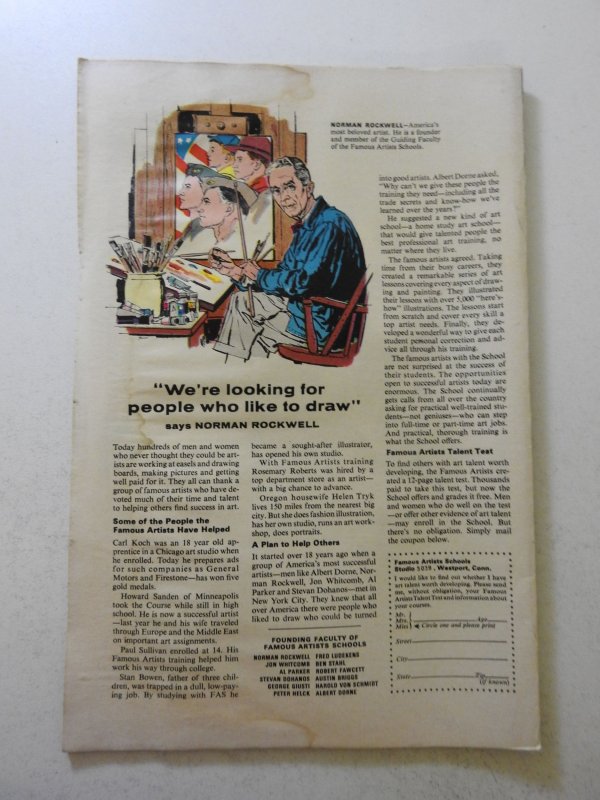 NORMAN ROCKWELL—America's
most beloved artist. He is a founder
and member of the Guiding Faculty
of the Famous Artists Schools.
"We're looking for
people who like to draw"
says NORMAN ROCKWELL
Today hundreds of men and women
who never thought they could be art-
ists are working at easels and drawing
boards, making pictures and getting
well paid for it. They all can thank a
group of famous artists who have de-
voted much of their time and talent
to helping others find success in art.
Some of the People the
Famous Artists Have Helped
Carl Koch was an 18 year old ap-
prentice in a Chicago art studio when
he enrolled. Today he prepares ads
for such companies as General
Motors and Firestone—has won five
gold medals.
Howard Sanden of Minneapolis
took the Course while still in high
school. He is now a successful artist
—last year he and his wife traveled
through Europe and the Middle East
on important art assignments.
Paul Sullivan enrolled at 14. His
Famous Artists training helped him
work his way through college.
Stan Bowen, father of three chil-
dren, was trapped in a dull, low-pay-
ing job. By studying with FAS he
became a sought-after illustrator,
has opened his own studio.
With Famous Artists training
Rosemary Roberts was hired by a
top department store as an artist—
with a big chance to advance.
Oregon housewife Helen Tryk
lives 150 miles from the nearest big
city. But she does fashion illustration,
has her own studio, runs an art work-
shop, does portraits.
A Plan to Help Others
It started over 18 years ago when a
group of America's most successful
artists—men like Albert Dorne, Nor-
man Rockwell, Jon Whitcomb, Al
Parker and Stevan Dohanos—met in
New York City. They knew that all
over America there were people who
liked to draw who could be turned
FOUNDING FACULTY OF
FAMOUS ARTISTS SCHOOLS
NORMAN ROCKWELL FRED LUDEKENS
JON WHITCOMB BEN STAHL
AL PARKER ROBERT FAWCETT
STEVAN DOHANOS AUSTIN BRIGGS
GEORGE GIUSTI HAROLD VON SCHMIDT
PETER HELCK ALBERT DORNE
into good artists. Albert Dorne asked,
"Why can't we give these people the
training they need—including all the
trade secrets and know-how we've
learned over the years?"
He suggested a new kind of art
school—a home study art school—
that would give talented people the
best professional art training, no
matter where they live.
The famous artists agreed. Taking
time from their busy careers, they
created a remarkable series of art
lessons covering every aspect of draw-
ing and painting. They illustrated
their lessons with over 5,000 "here's-
how" illustrations. The lessons start
from scratch and cover every skill a
top artist needs. Finally, they de-
veloped a wonderful way to give each
student personal correction and ad-
vice all through his training.
The famous artists with the School
are not surprised at the success of
their students. The opportunities
open to successful artists today are
enormous. The School continually
gets calls from all over the country
asking for practical well-trained stu-
dents—not geniuses—who can step
into full-time or part-time art jobs.
And practical, thorough training is
what the School offers.
Famous Artists Talent Test
To find others with art talent worth
developing, the Famous Artists cre-
ated a 12-page talent test. Thousands
paid to take this test, but now the
School offers and grades it free. Men
and women who do well on the test
—or offer other evidence of art talent
—may enroll in the School. But
there's no obligation. Simply mail
the coupon below.
Famous Artists Schools
Studio 5039, Westport, Conn.
I would like to find out whether I have
art talent worth developing. Please send
me, without obligation, your Famous
Artists Talent Test and information about
your courses.
Mr.
Mrs. Age
Miss Circle one and please print
Street
City
State Zip
(if known)